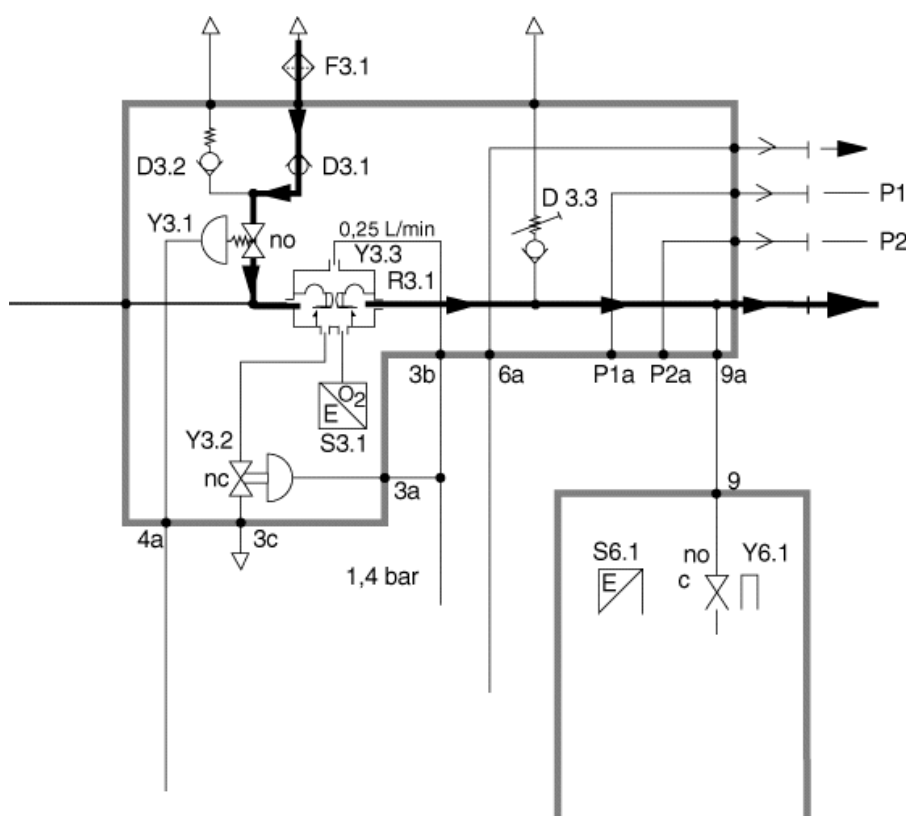 F3.1
D3.2
D3.1
D 3.3
P1
Y3.1
no
0,25 L/min
P2
Y3.3
R3.1
3b
6a
P1a
P2a
9a
O2
E
S3.1
Y3.2
nc
3a
9
4a
3c
1,4 bar
S6.1
no
Y6.1
E
c